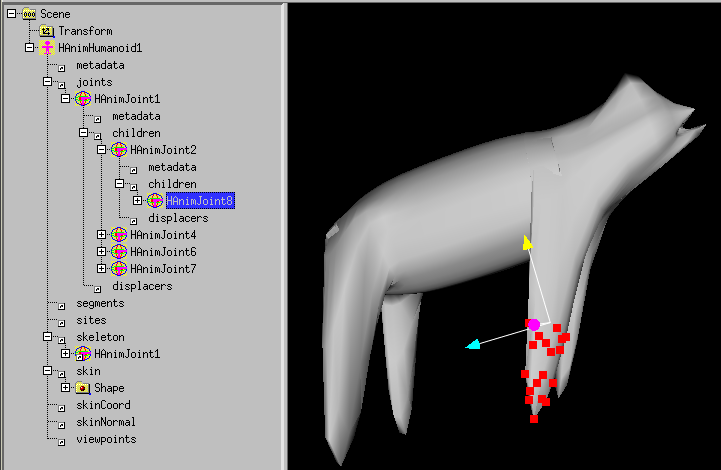 Scene
Transform
HAnimHumanoid1
metadata
joints
HAnimJoint1
metadata
children
HAnimJoint2
metadata
children
HAnimJoint8
displacers
HAnimJoint4
HAnimJoint6
HAnimJoint7
displacers
segments
sites
skeleton
HAnimJoint1
skin
Shape
skinCoord
skinNormal
viewpoints